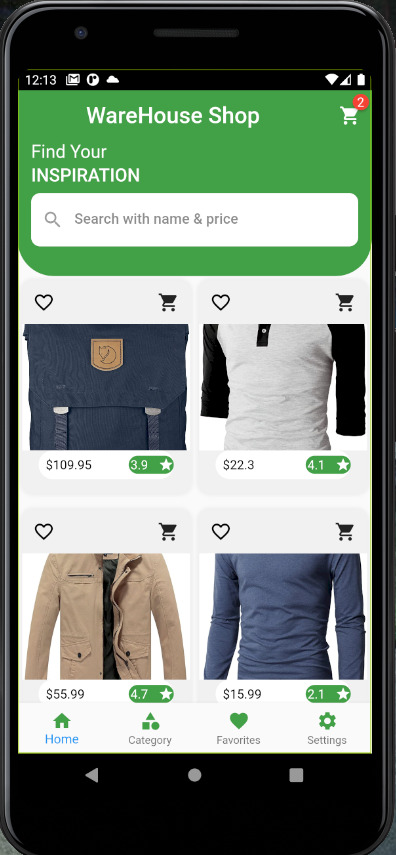 12:13
WareHouse Shop
2
Find Your
INSPIRATION
Search with name & price
$109.95 3.9
$22.3 4.1
$55.99 4.7
$15.99 2.1
Home
Category
Favorites
Settings